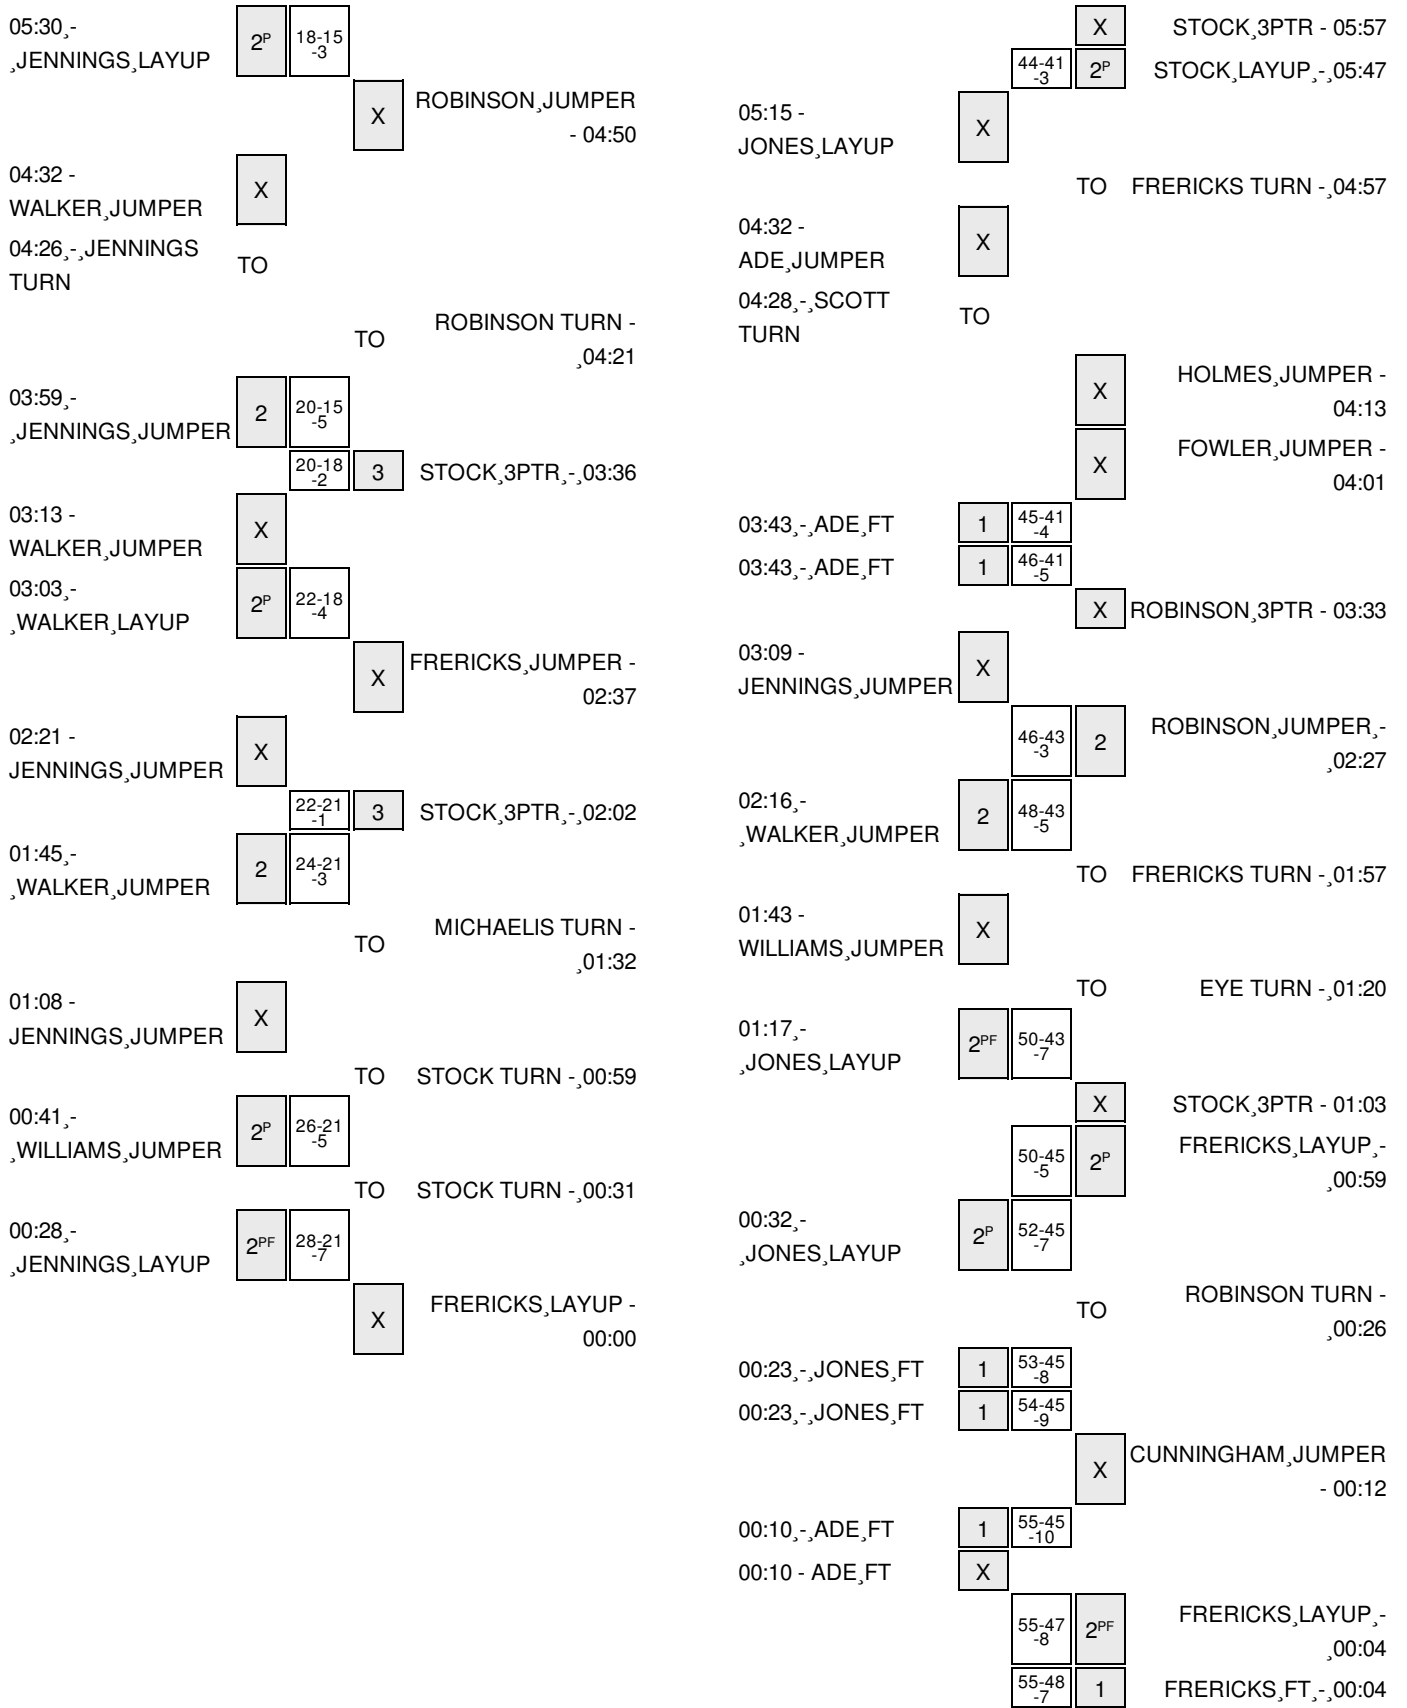 05:30¸-
¸JENNINGS¸LAYUP
2P
18-15
-3
X
ROBINSON¸JUMPER
- 04:50
04:32 -
WALKER¸JUMPER
X
04:26¸-¸JENNINGS
TURN
TO
TO
ROBINSON TURN -
¸04:21
03:59¸-
¸JENNINGS¸JUMPER
2
20-15
-5
20-18
-2
3
STOCK¸3PTR¸-¸03:36
03:13 -
WALKER¸JUMPER
X
03:03¸-
¸WALKER¸LAYUP
2P
22-18
-4
X
FRERICKS¸JUMPER -
02:37
02:21 -
JENNINGS¸JUMPER
X
22-21
-1
3
STOCK¸3PTR¸-¸02:02
01:45¸-
¸WALKER¸JUMPER
2
24-21
-3
TO
MICHAELIS TURN -
¸01:32
01:08 -
JENNINGS¸JUMPER
X
TO STOCK TURN -¸00:59
00:41¸-
¸WILLIAMS¸JUMPER
2P
26-21
-5
TO STOCK TURN -¸00:31
00:28¸-
¸JENNINGS¸LAYUP
2PF
28-21
-7
X
FRERICKS¸LAYUP -
00:00
X STOCK¸3PTR - 05:57
44-41
-3
2P
STOCK¸LAYUP¸-¸05:47
05:15 -
JONES¸LAYUP
X
TO FRERICKS TURN -¸04:57
04:32 -
ADE¸JUMPER
X
04:28¸-¸SCOTT
TURN
TO
X
HOLMES¸JUMPER -
04:13
X
FOWLER¸JUMPER -
04:01
03:43¸-¸ADE¸FT
1
45-41
-4
03:43¸-¸ADE¸FT
1
46-41
-5
X ROBINSON¸3PTR - 03:33
03:09 -
JENNINGS¸JUMPER
X
46-43
-3
2
ROBINSON¸JUMPER¸-
¸02:27
02:16¸-
¸WALKER¸JUMPER
2
48-43
-5
TO FRERICKS TURN -¸01:57
01:43 -
WILLIAMS¸JUMPER
X
TO EYE TURN -¸01:20
01:17¸-
¸JONES¸LAYUP
2PF
50-43
-7
X STOCK¸3PTR - 01:03
50-45
-5
2P
FRERICKS¸LAYUP¸-
¸00:59
00:32¸-
¸JONES¸LAYUP
2P
52-45
-7
TO
ROBINSON TURN -
¸00:26
00:23¸-¸JONES¸FT
1
53-45
-8
00:23¸-¸JONES¸FT
1
54-45
-9
X
CUNNINGHAM¸JUMPER
- 00:12
00:10¸-¸ADE¸FT
1
55-45
-10
00:10 - ADE¸FT
X
55-47
-8
2PF
FRERICKS¸LAYUP¸-
¸00:04
55-48
-7
1
FRERICKS¸FT¸-¸00:04